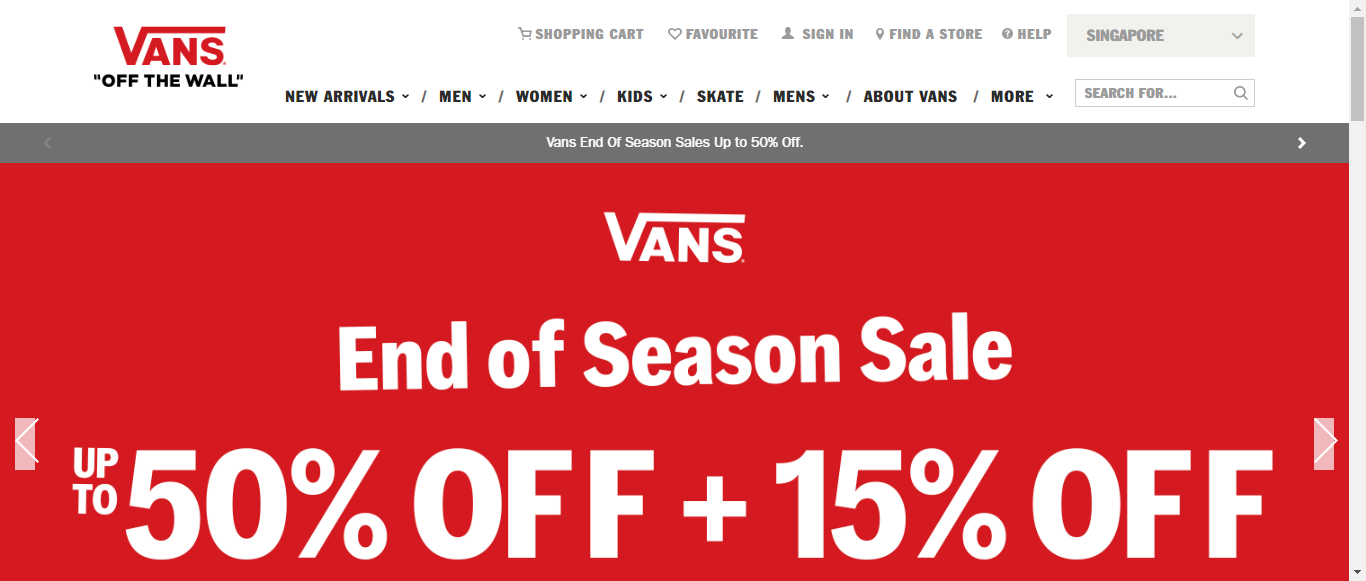 VANS
"OFF THE WALL"
SHOPPING CART FAVOURITE SIGN IN FIND A STORE HELP SINGAPORE
NEW ARRIVALS / MEN / WOMEN / KIDS / SKATE / MENS / ABOUT VANS / MORE SEARCH FOR...
Vans End Of Season Sales Up to 50% Off.
VANS
End of Season Sale
UP TO 50% OFF + 15% OFF